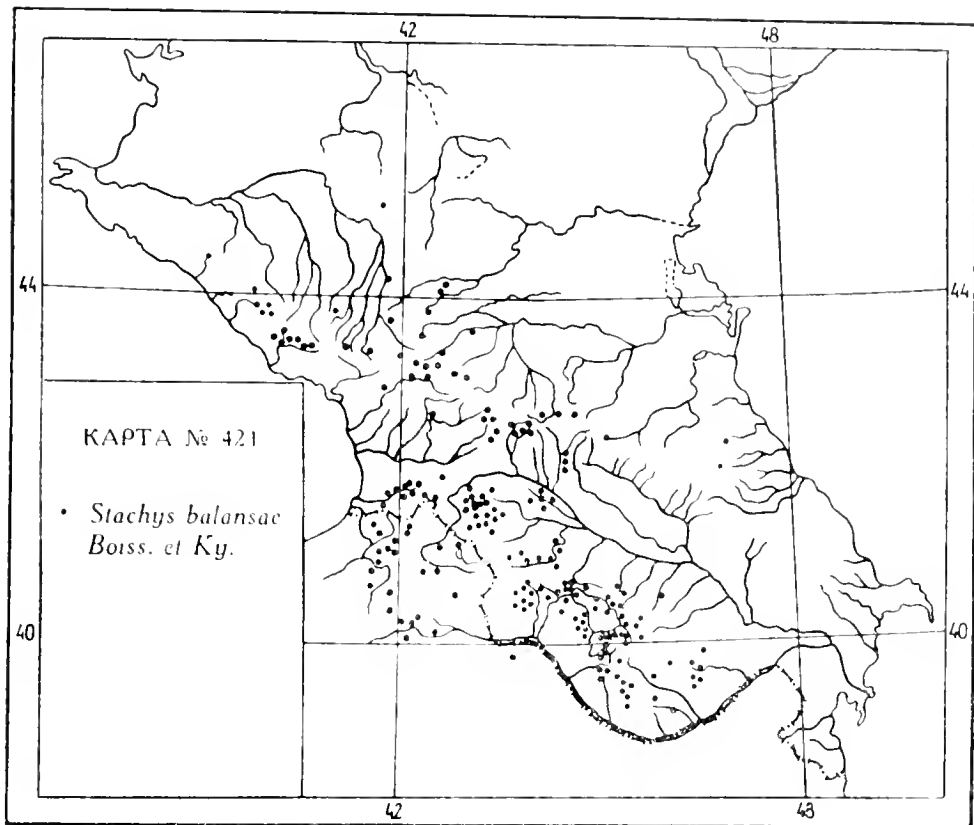 42 48
44 44
КАРТА № 421
• Stachys balansae
Boiss. et Ky.
40 40
42 48